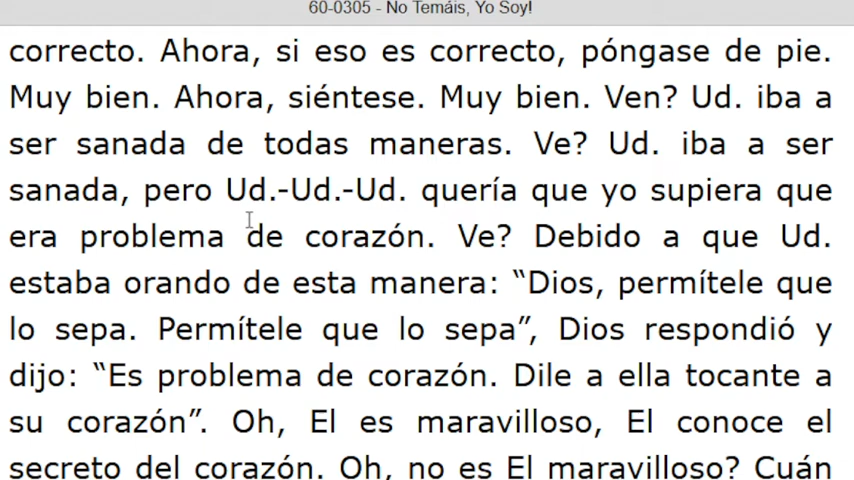 60-0305 - No Temáis, Yo Soy!
correcto. Ahora, si eso es correcto, póngase de pie.
Muy bien. Ahora, siéntese. Muy bien. Ven? Ud. iba a
ser sanada de todas maneras. Ve? Ud. iba a ser
sanada, pero Ud.-Ud.-Ud. quería que yo supiera que
era problema de corazón. Ve? Debido a que Ud.
estaba orando de esta manera: “Dios, permítele que
lo sepa. Permítele que lo sepa”, Dios respondió y
dijo: “Es problema de corazón. Dile a ella tocante a
su corazón”. Oh, El es maravilloso, El conoce el
secreto del corazón. Oh, no es El maravilloso? Cuán